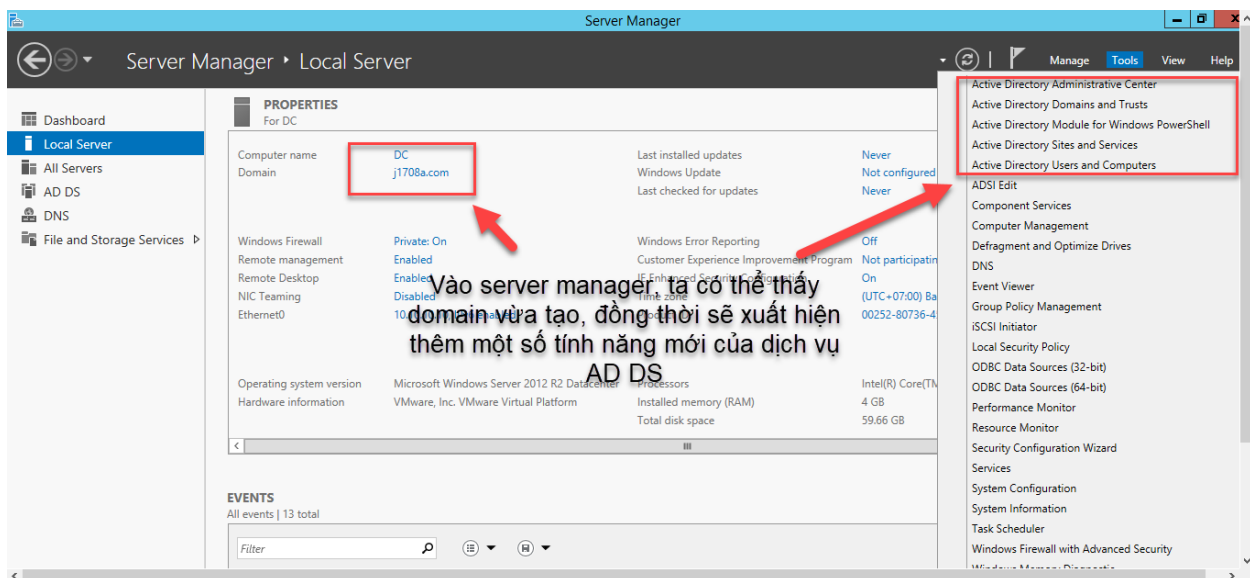 Server Manager
Server Manager • Local Server
Manage Tools View Help
Dashboard
Local Server
All Servers
AD DS
DNS
File and Storage Services
PROPERTIES
For DC
Computer name DC
Domain j1708a.com
Last installed updates Never
Windows Update Not configured
Last checked for updates Never
Windows Firewall Private: On
Remote management Enabled
Remote Desktop Enabled
NIC Teaming Disabled
Ethernet0
Windows Error Reporting Off
Customer Experience Improvement Program Not participatin
IE Enhanced Security Configuration On
Time zone (UTC+07:00) Ba
00252-80736-4
Vào server manager, ta có thể thấy
domain vừa tạo, đồng thời sẽ xuất hiện
thêm một số tính năng mới của dịch vụ
AD DS
Operating system version Microsoft Windows Server 2012 R2 Datacenter
Hardware information VMware, Inc. VMware Virtual Platform
Processors Intel(R) Core(TM
Installed memory (RAM) 4 GB
Total disk space 59.66 GB
EVENTS
All events | 13 total
Filter
Active Directory Administrative Center
Active Directory Domains and Trusts
Active Directory Module for Windows PowerShell
Active Directory Sites and Services
Active Directory Users and Computers
ADSI Edit
Component Services
Computer Management
Defragment and Optimize Drives
DNS
Event Viewer
Group Policy Management
iSCSI Initiator
Local Security Policy
ODBC Data Sources (32-bit)
ODBC Data Sources (64-bit)
Performance Monitor
Resource Monitor
Security Configuration Wizard
Services
System Configuration
System Information
Task Scheduler
Windows Firewall with Advanced Security
Windows Memory Diagnostic